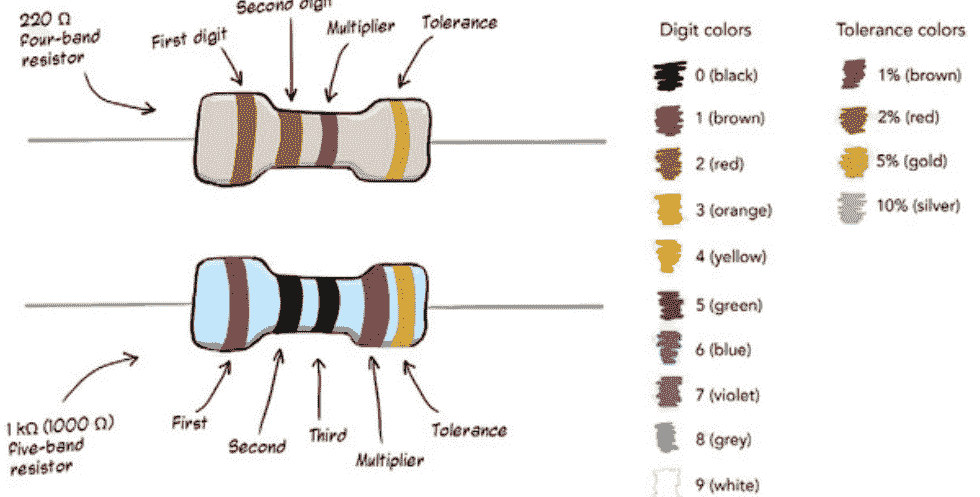 220 Ω
four-band
resistor
First digit
Second digit
Multiplier
Tolerance
1 kΩ (1000 Ω)
five-band
resistor
First
Second
Third
Multiplier
Tolerance
Digit colors
0 (black)
1 (brown)
2 (red)
3 (orange)
4 (yellow)
5 (green)
6 (blue)
7 (violet)
8 (grey)
9 (white)
Tolerance colors
1% (brown)
2% (red)
5% (gold)
10% (silver)